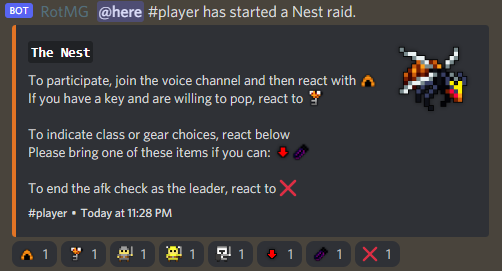 BOT RotMG @here #player has started a Nest raid.
The Nest
To participate, join the voice channel and then react with
If you have a key and are willing to pop, react to
To indicate class or gear choices, react below
Please bring one of these items if you can:
To end the afk check as the leader, react to
#player • Today at 11:28 PM
1 1 1 1 1 1 1 1